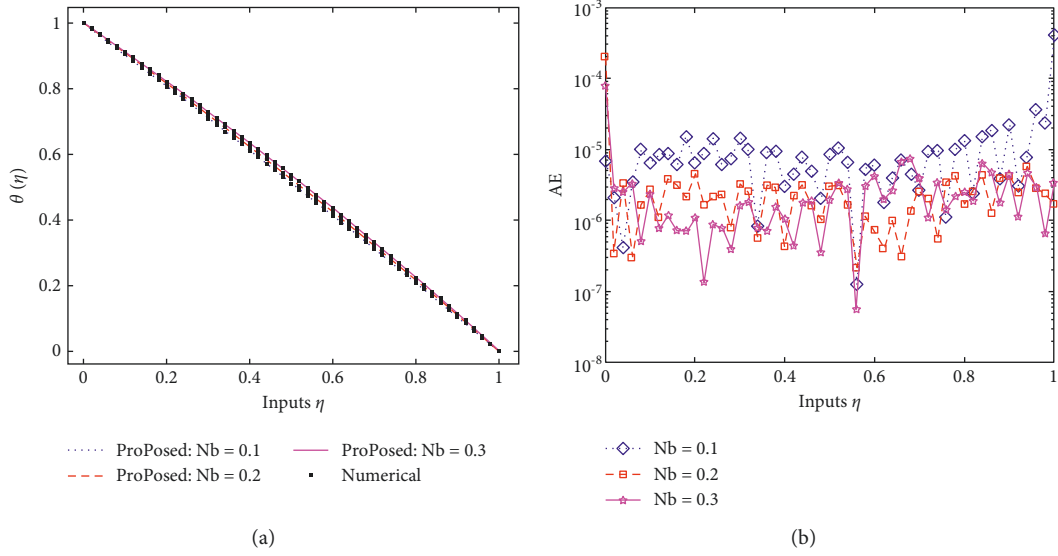 1
0.8
0.6
0.4
0.2
0
θ (η)
0 0.2 0.4 0.6 0.8 1
Inputs η
ProPosed: Nb = 0.1
ProPosed: Nb = 0.2
ProPosed: Nb = 0.3
Numerical
(a)
10-3
10-4
10-5
10-6
10-7
10-8
AE
0 0.2 0.4 0.6 0.8 1
Inputs η
Nb = 0.1
Nb = 0.2
Nb = 0.3
(b)